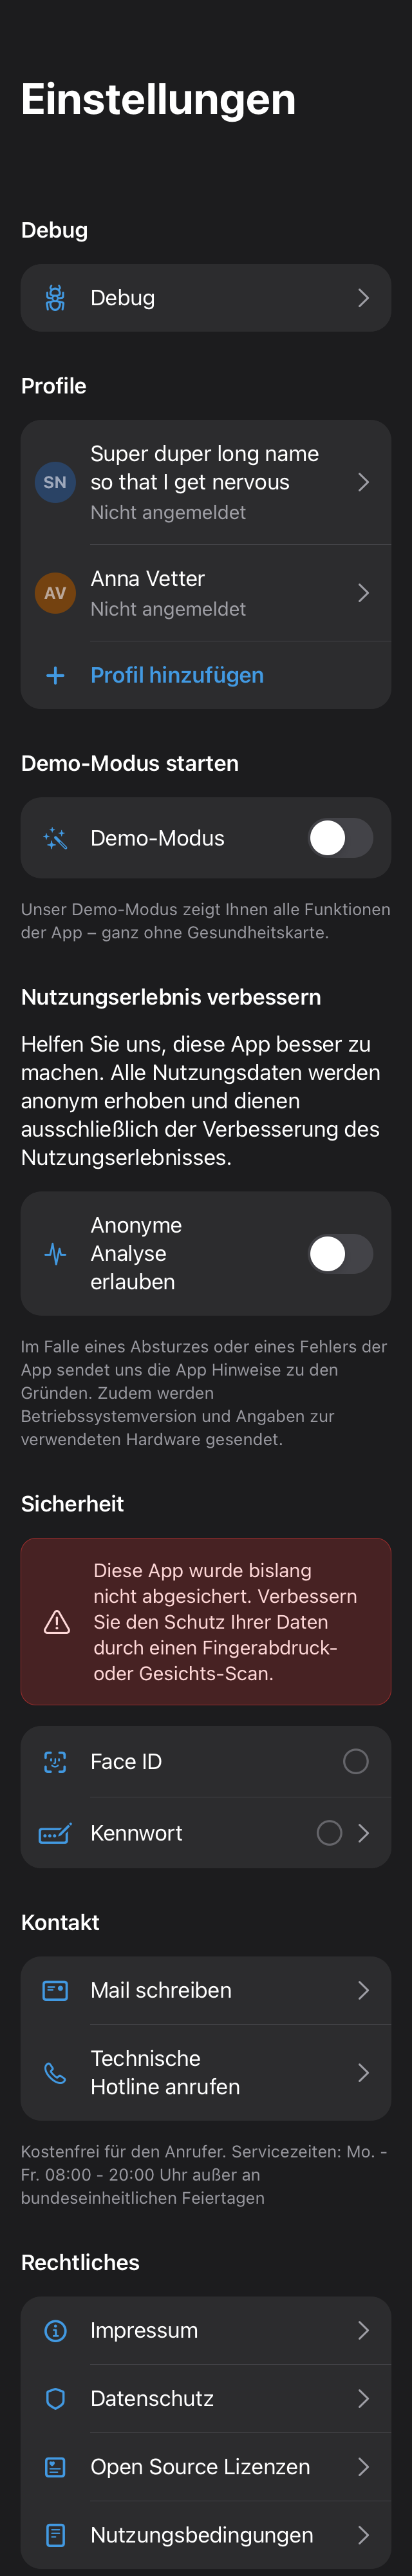 Einstellungen
Debug
Debug
Profile
SN
Super duper long name
so that I get nervous
Nicht angemeldet
AV
Anna Vetter
Nicht angemeldet
Profil hinzufügen
Demo-Modus starten
Demo-Modus
Unser Demo-Modus zeigt Ihnen alle Funktionen
der App – ganz ohne Gesundheitskarte.
Nutzungserlebnis verbessern
Helfen Sie uns, diese App besser zu
machen. Alle Nutzungsdaten werden
anonym erhoben und dienen
ausschließlich der Verbesserung des
Nutzungserlebnisses.
Anonyme
Analyse
erlauben
Im Falle eines Absturzes oder eines Fehlers der
App sendet uns die App Hinweise zu den
Gründen. Zudem werden
Betriebssystemversion und Angaben zur
verwendeten Hardware gesendet.
Sicherheit
Diese App wurde bislang
nicht abgesichert. Verbessern
Sie den Schutz Ihrer Daten
durch einen Fingerabdruck-
oder Gesichts-Scan.
Face ID
Kennwort
Kontakt
Mail schreiben
Technische
Hotline anrufen
Kostenfrei für den Anrufer. Servicezeiten: Mo. -
Fr. 08:00 - 20:00 Uhr außer an
bundeseinheitlichen Feiertagen
Rechtliches
Impressum
Datenschutz
Open Source Lizenzen
Nutzungsbedingungen